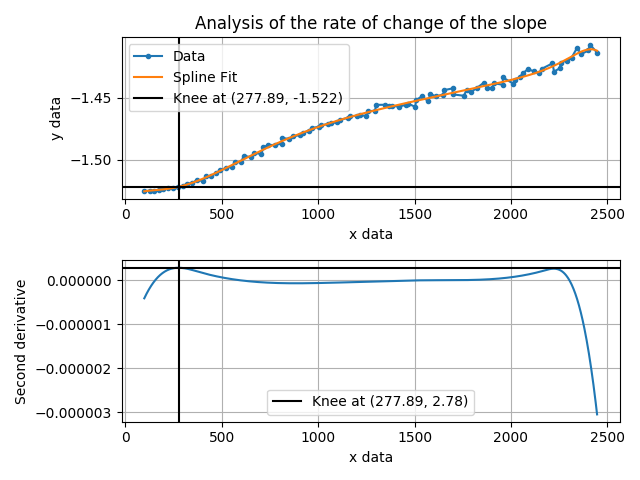 Analysis of the rate of change of the slope
Data
Spline Fit
Knee at (277.89, -1.522)
−1.45
−1.50
y data
0 500 1000 1500 2000 2500
x data
0.000000
−0.000001
−0.000002
−0.000003
Second derivative
Knee at (277.89, 2.78)
0 500 1000 1500 2000 2500
x data